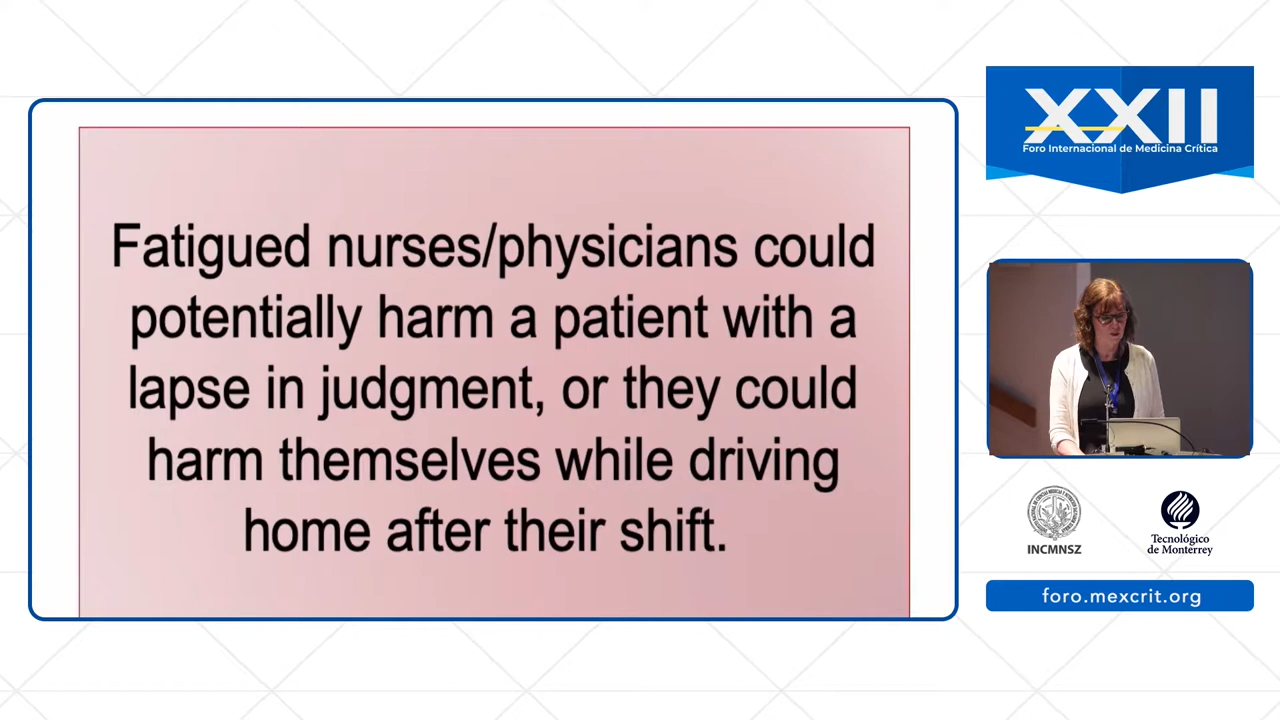 Fatigued nurses/physicians could
potentially harm a patient with a
lapse in judgment, or they could
harm themselves while driving
home after their shift.
XXII
Foro Internacional de Medicina Crítica
INCMNSZ
Tecnológico
de Monterrey
foro.mexcrit.org